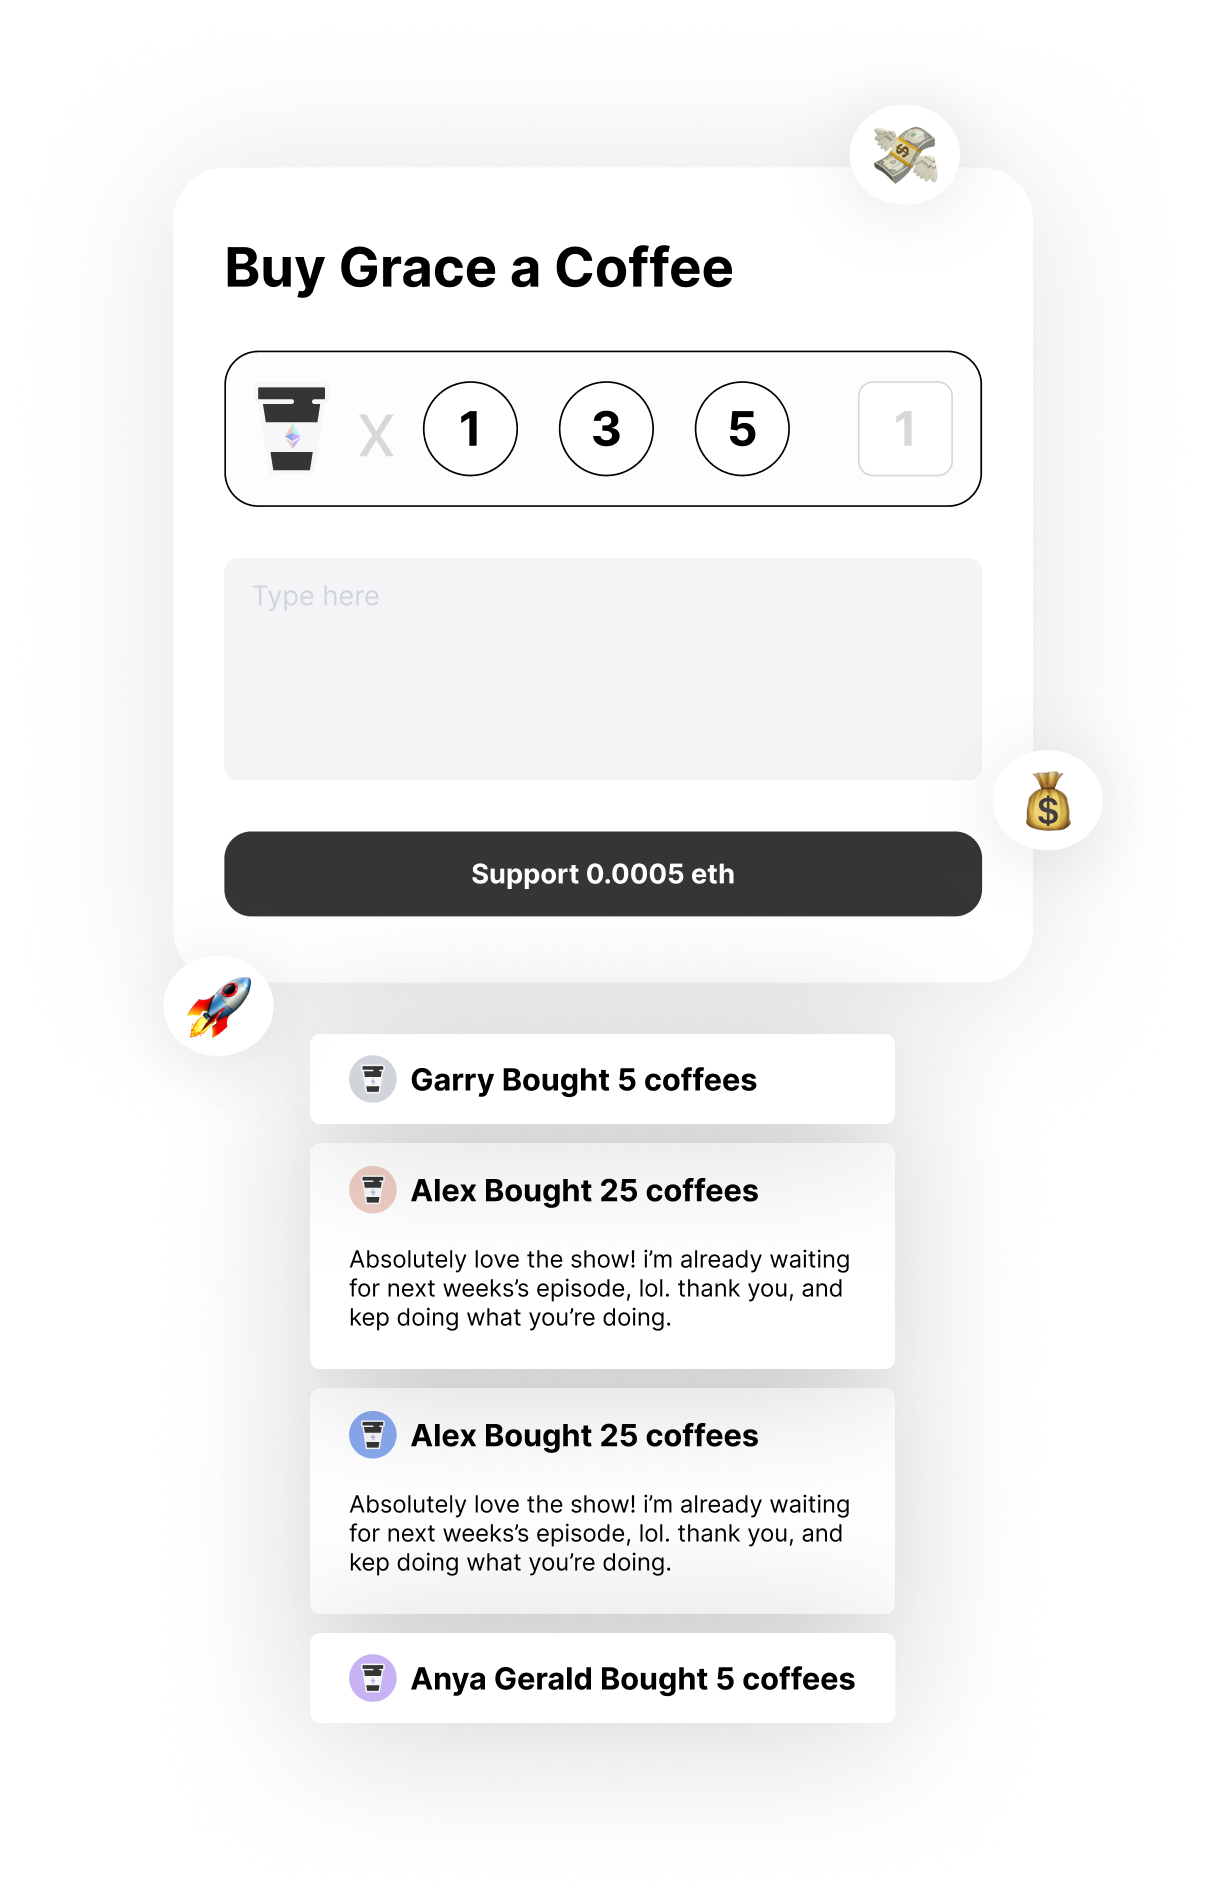 Buy Grace a Coffee
X 1 3 5 1
Type here
Support 0.0005 eth
Garry Bought 5 coffees
Alex Bought 25 coffees
Absolutely love the show! i’m already waiting
for next weeks’s episode, lol. thank you, and
kep doing what you’re doing.
Alex Bought 25 coffees
Absolutely love the show! i’m already waiting
for next weeks’s episode, lol. thank you, and
kep doing what you’re doing.
Anya Gerald Bought 5 coffees